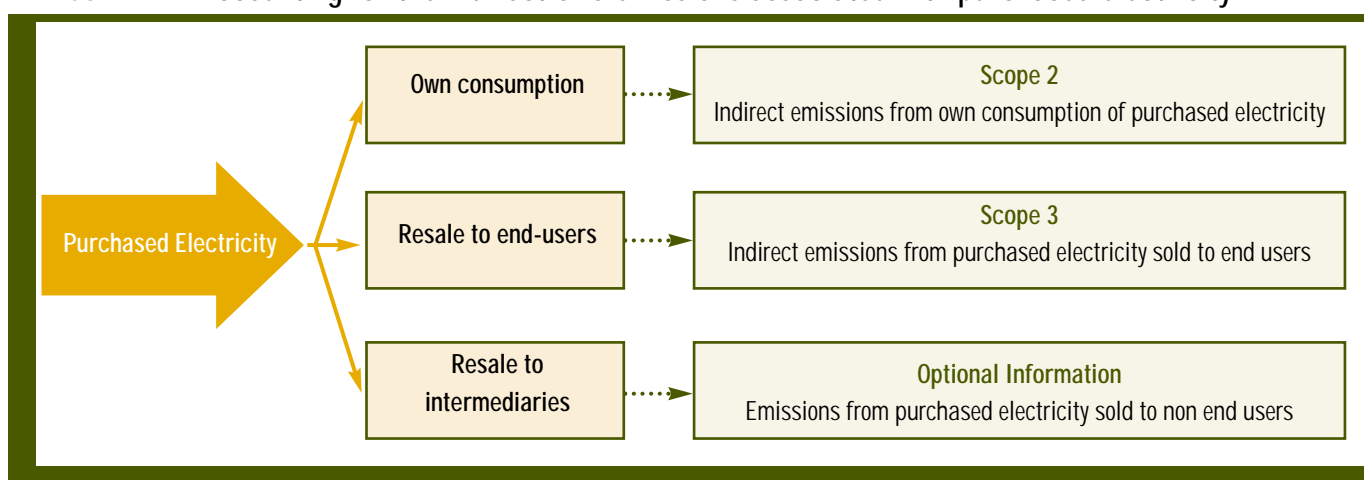 Purchased Electricity
Own consumption
Scope 2
Indirect emissions from own consumption of purchased electricity
Resale to end-users
Scope 3
Indirect emissions from purchased electricity sold to end users
Resale to
intermediaries
Optional Information
Emissions from purchased electricity sold to non end users